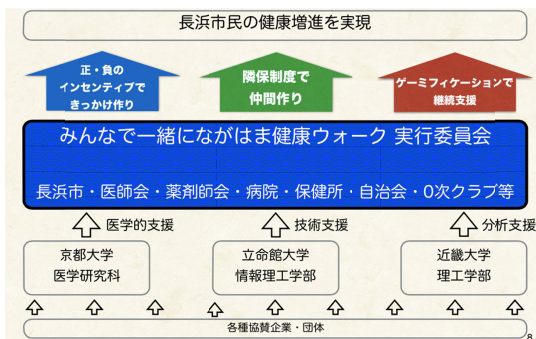 長浜市民の健康増進を実現
正・負の
インセンティブで
きっかけ作り
隣保制度で
仲間作り
ゲーミフィケーションで
継続支援
みんなで一緒にながはま健康ウォーク 実行委員会
長浜市・医師会・薬剤師会・病院・保健所・自治会・0次クラブ等
医学的支援
技術支援
分析支援
京都大学
医学研究科
立命館大学
情報理工学部
近畿大学
理工学部
各種協賛企業・団体
8